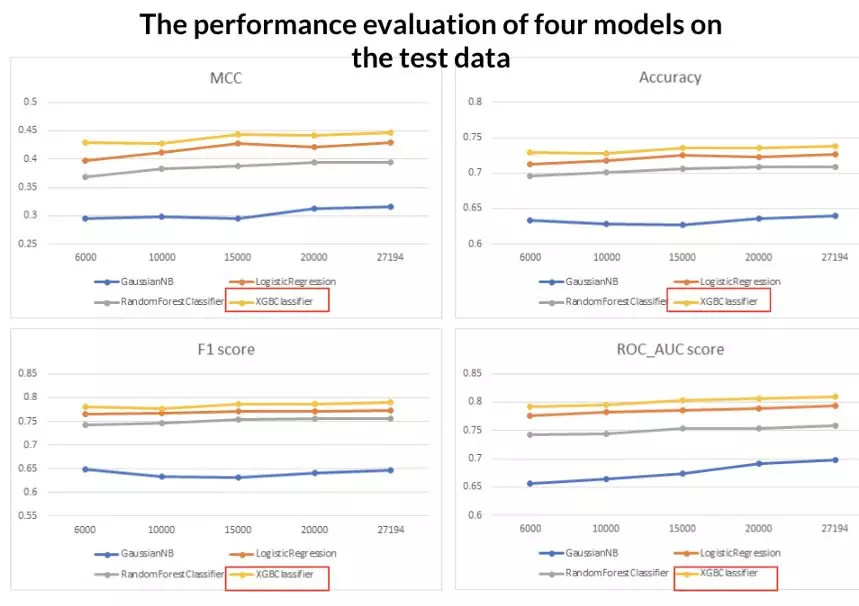 The performance evaluation of four models on
the test data
MCC
0.5
0.45
0.4
0.35
0.3
0.25
6000 10000 15000 20000 27194
GaussianNB LogisticRegression
RandomForestClassifier XGBClassifier
Accuracy
0.8
0.75
0.7
0.65
0.6
6000 10000 15000 20000 27194
GaussianNB LogisticRegression
RandomForestClassifier XGBClassifier
F1 score
0.85
0.8
0.75
0.7
0.65
0.6
0.55
6000 10000 15000 20000 27194
GaussianNB LogisticRegression
RandomForestClassifier XGBClassifier
ROC_AUC score
0.85
0.8
0.75
0.7
0.65
0.6
6000 10000 15000 20000 27194
GaussianNB LogisticRegression
RandomForestClassifier XGBClassifier